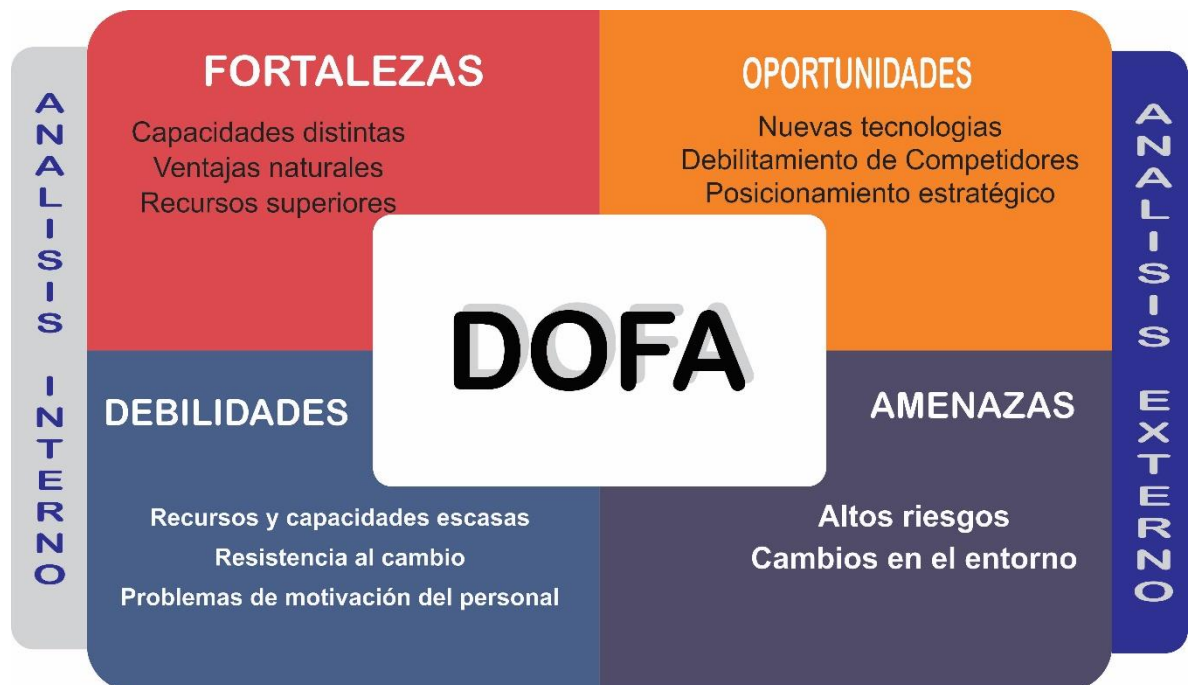 ANALISIS INTERNO
FORTALEZAS
Capacidades distintas
Ventajas naturales
Recursos superiores
OPORTUNIDADES
Nuevas tecnologias
Debilitamiento de Competidores
Posicionamiento estratégico
DOFA
DEBILIDADES
Recursos y capacidades escasas
Resistencia al cambio
Problemas de motivación del personal
AMENAZAS
Altos riesgos
Cambios en el entorno
ANALISIS EXTERNO